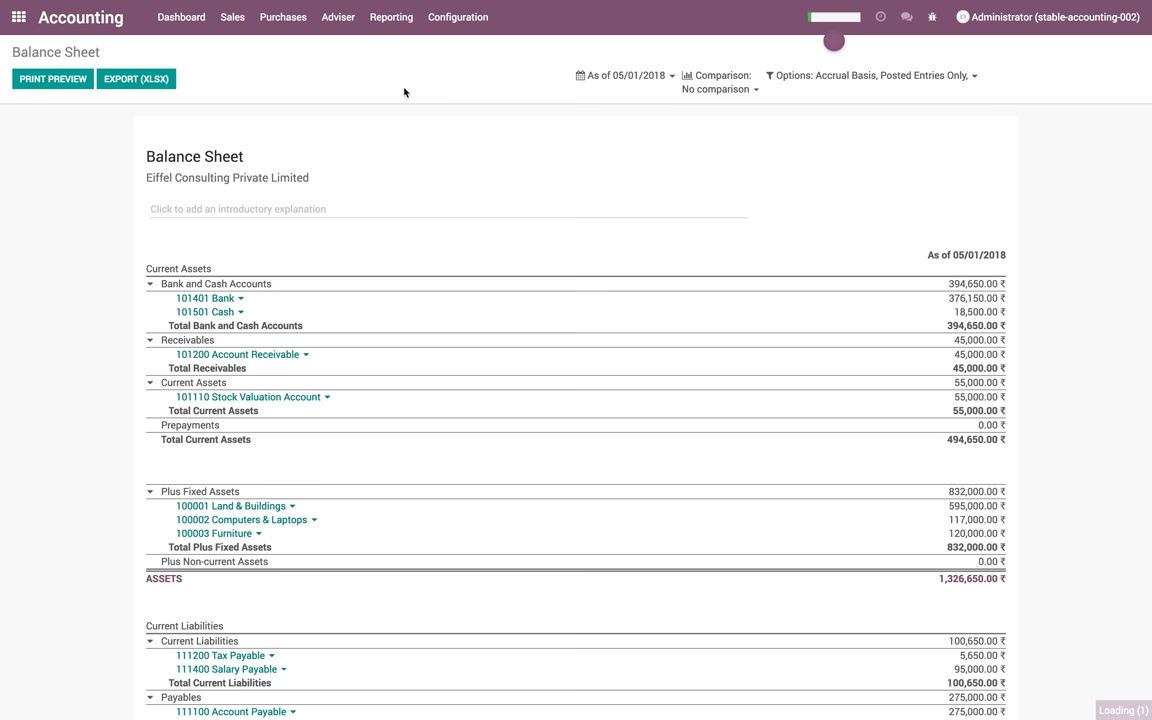 Accounting Dashboard Sales Purchases Adviser Reporting Configuration Administrator (stable-accounting-002)
Balance Sheet
PRINT PREVIEW EXPORT (XLSX) As of 05/01/2018 Comparison: Options: Accrual Basis, Posted Entries Only,
No comparison
Balance Sheet
Eiffel Consulting Private Limited
Click to add an introductory explanation
As of 05/01/2018
Current Assets
Bank and Cash Accounts 394,650.00 ₹
101401 Bank 376,150.00 ₹
101501 Cash 18,500.00 ₹
Total Bank and Cash Accounts 394,650.00 ₹
Receivables 45,000.00 ₹
101200 Account Receivable 45,000.00 ₹
Total Receivables 45,000.00 ₹
Current Assets 55,000.00 ₹
101110 Stock Valuation Account 55,000.00 ₹
Total Current Assets 55,000.00 ₹
Prepayments 0.00 ₹
Total Current Assets 494,650.00 ₹
Plus Fixed Assets 832,000.00 ₹
100001 Land & Buildings 595,000.00 ₹
100002 Computers & Laptops 117,000.00 ₹
100003 Furniture 120,000.00 ₹
Total Plus Fixed Assets 832,000.00 ₹
Plus Non-current Assets 0.00 ₹
ASSETS 1,326,650.00 ₹
Current Liabilities
Current Liabilities 100,650.00 ₹
111200 Tax Payable 5,650.00 ₹
111400 Salary Payable 95,000.00 ₹
Total Current Liabilities 100,650.00 ₹
Payables 275,000.00 ₹
111100 Account Payable 275,000.00 ₹
Loading (1)